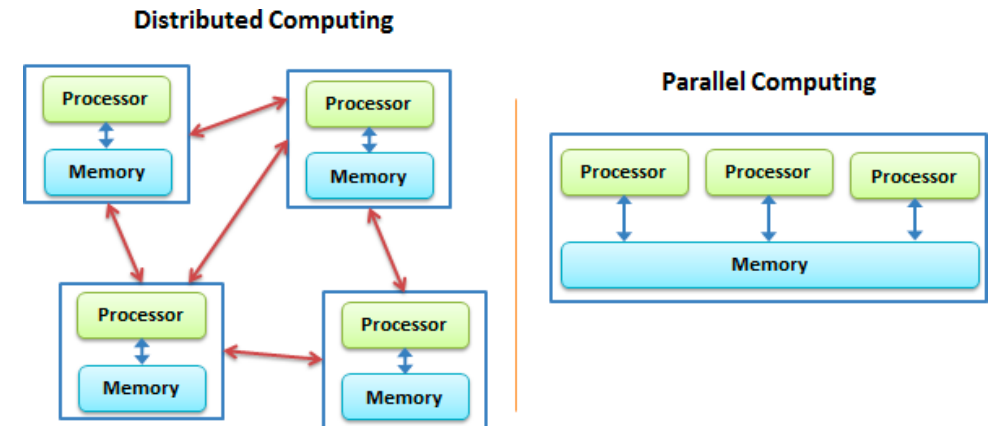 Distributed Computing
Processor
Memory
Processor
Memory
Processor
Memory
Processor
Memory
Parallel Computing
Processor
Processor
Processor
Memory